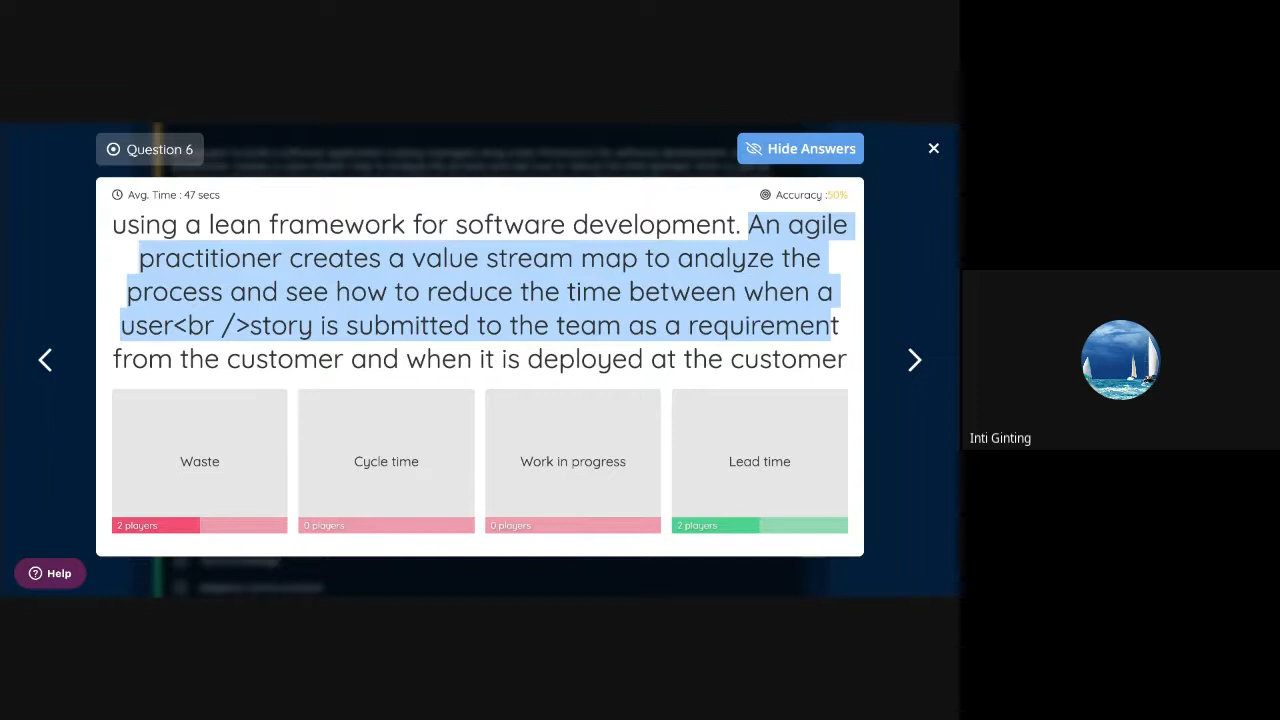 Question 6
Hide Answers
Avg. Time : 47 secs
Accuracy :50%
using a lean framework for software development. An agile
practitioner creates a value stream map to analyze the
process and see how to reduce the time between when a
user<br />story is submitted to the team as a requirement
from the customer and when it is deployed at the customer
Waste
Cycle time
Work in progress
Lead time
2 players
0 players
0 players
2 players
Help
Inti Ginting